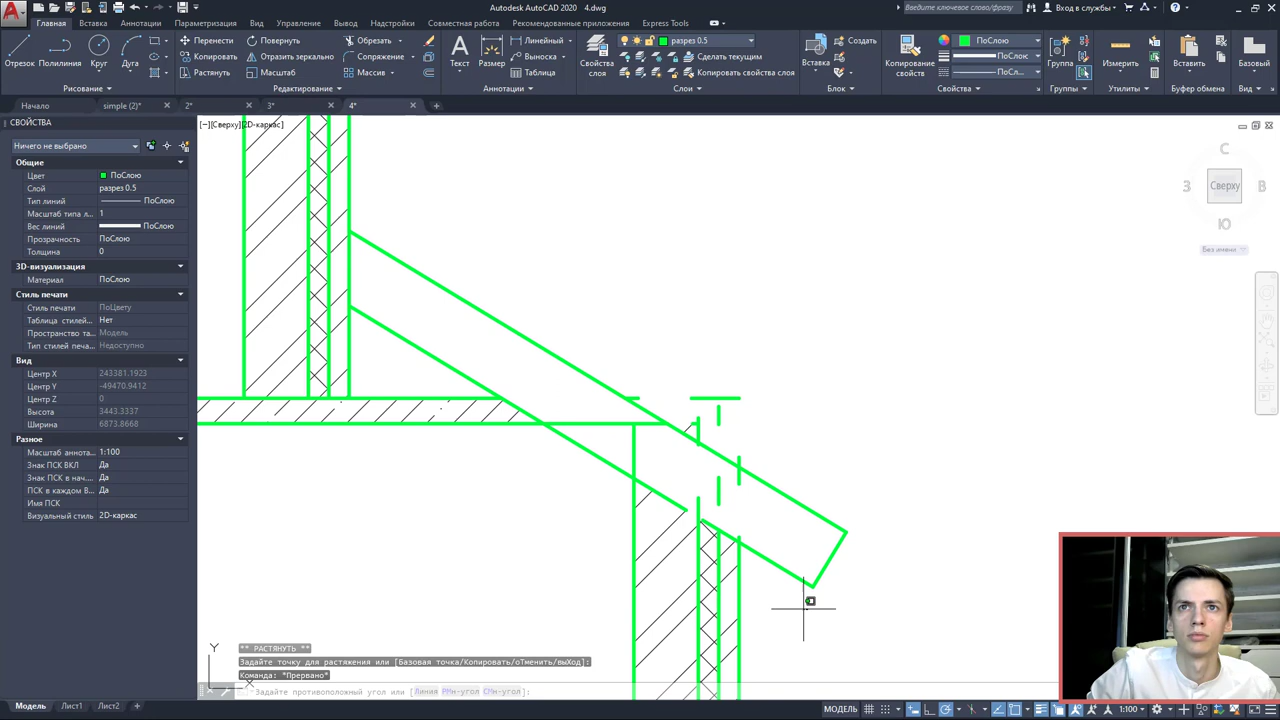 Autodesk AutoCAD 2020 4.dwg
Введите ключевое слово/фразу
Вход в службы
Главная Вставка Аннотации Параметризация Вид Управление Вывод Надстройки Совместная работа Рекомендованные приложения Express Tools
Отрезок Полилиния Круг Дуга
Перенести Повернуть Обрезать
Копировать Отразить зеркально Сопряжение
Растянуть Масштаб Массив
Текст Размер
Линейный
Выноска
Таблица
Свойства слоя
разрез 0.5
Сделать текущим
Копировать свойства слоя
Вставка
Создать
Копирование свойств
ПоСлою
ПоСлок
ПоСл...
Группа Измерить Вставить Базовый
Рисование Редактирование Аннотации Слои Блок Свойства Группы Утилиты Буфер обмена Вид
Начало simple (2)* 2* 3* 4*
СВОЙСТВА
[−][Сверху][2D-каркас]
Ничего не выбрано
Общие
Цвет ПоСлою
Слой разрез 0.5
Тип линий ПоСлою
Масштаб типа л... 1
Вес линий ПоСлою
Прозрачность ПоСлою
Толщина 0
3D-визуализация
Материал ПоСлою
Стиль печати
Стиль печати ПоЦвету
Таблица стилей... Нет
Пространство та... Модель
Тип стилей печа... Недоступно
Вид
Центр X 243381.1923
Центр Y -49470.9412
Центр Z 0
Высота 3443.3337
Ширина 6873.8668
Разное
Масштаб аннота... 1:100
Знак ПСК ВКЛ Да
Знак ПСК в нач.... Да
ПСК в каждом В... Да
Имя ПСК
Визуальный стиль 2D-каркас
С
З Сверху В
Ю
Без имени
Y
** РАСТЯНУТЬ **
Задайте точку для растяжения или [Базовая точка/Копировать/оТменить/выХод]:
Команда: *Прервано*
Задайте противоположный угол или [Линия РМн-угол СМн-угол]:
Модель Лист1 Лист2 +
МОДЕЛЬ 1:100